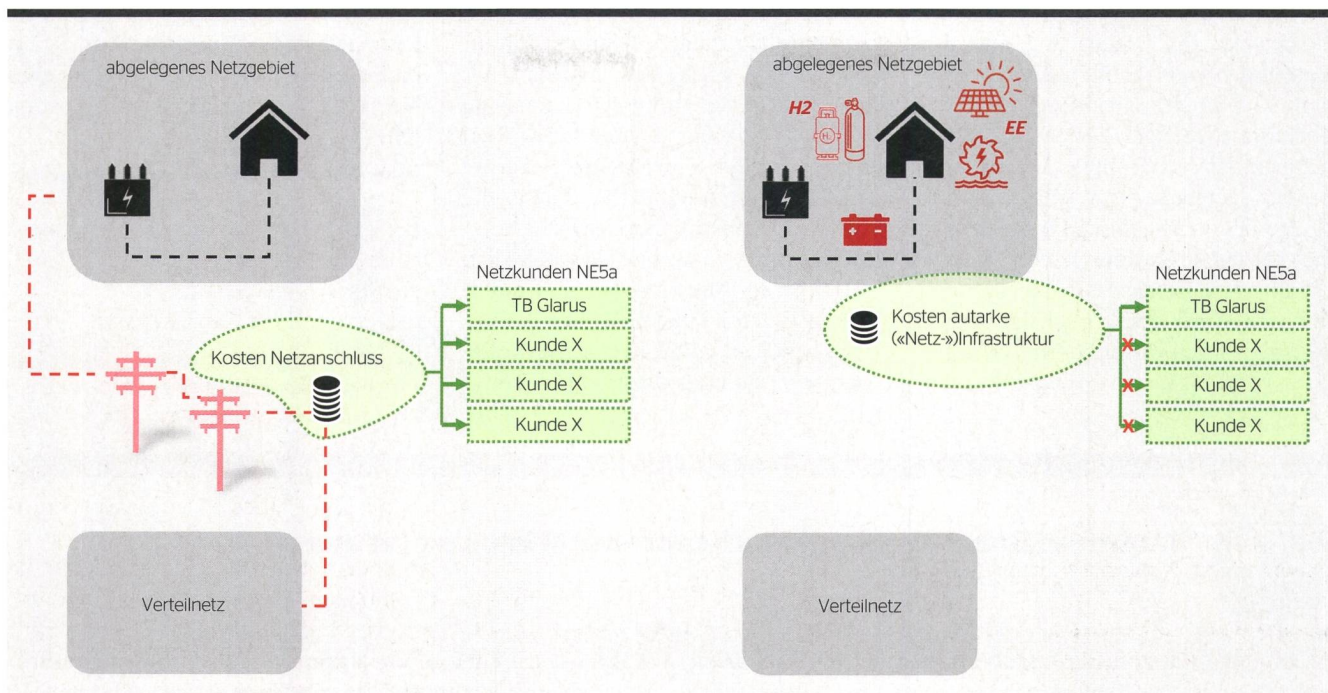 abgelegenes Netzgebiet
Kosten Netzanschluss
Netzkunden NE5a
TB Glarus
Kunde X
Kunde X
Kunde X
Verteilnetz
abgelegenes Netzgebiet
H2
H2
EE
+ -
Kosten autarke
(«Netz-»)Infrastruktur
Netzkunden NE5a
TB Glarus
X Kunde X
X Kunde X
X Kunde X
Verteilnetz